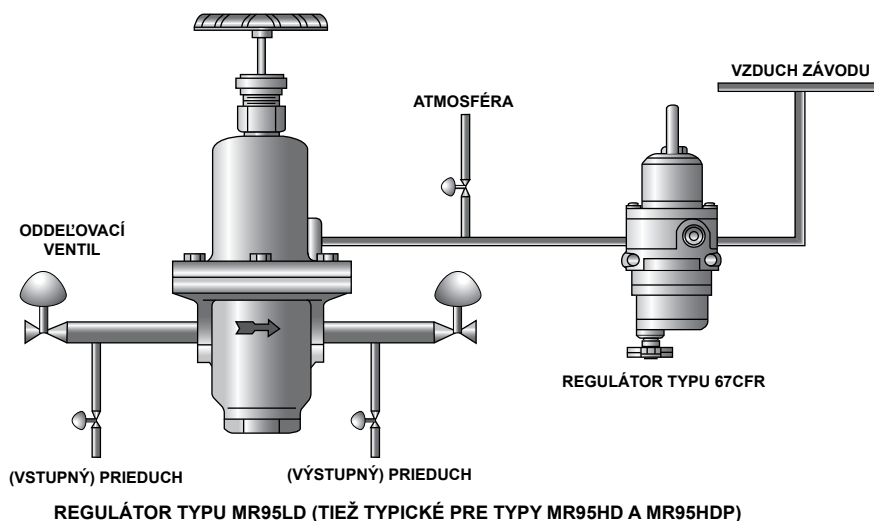 VZDUCH ZÁVODU
ATMOSFÉRA
ODDEĽOVACÍ
VENTIL
REGULÁTOR TYPU 67CFR
(VSTUPNÝ) PRIEDUCH
(VÝSTUPNÝ) PRIEDUCH
REGULÁTOR TYPU MR95LD (TIEŽ TYPICKÉ PRE TYPY MR95HD A MR95HDP)